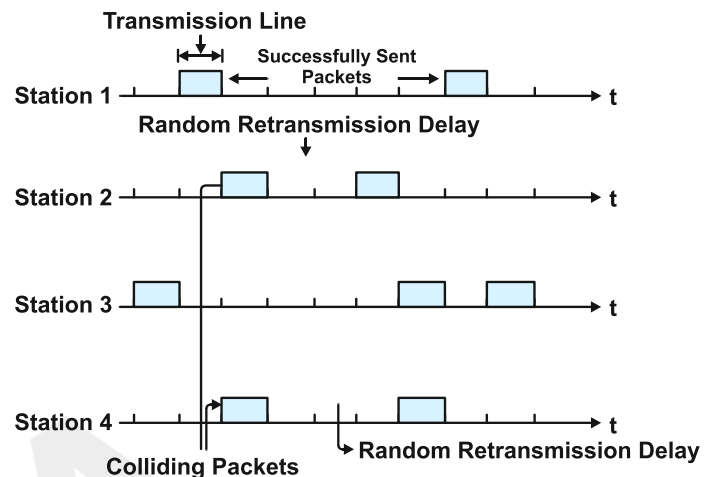 Transmission Line
Successfully Sent
Packets
Station 1
t
Random Retransmission Delay
Station 2
t
Station 3
t
Station 4
t
Random Retransmission Delay
Colliding Packets